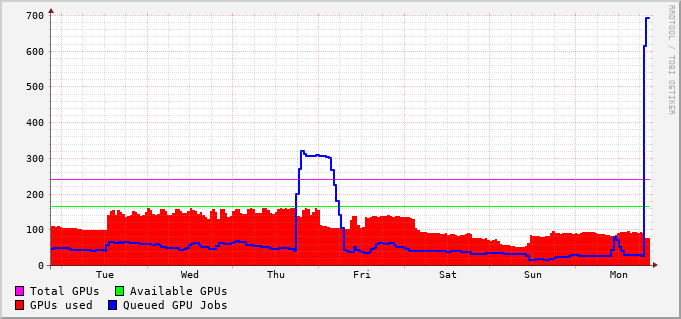 700
600
500
400
300
200
100
0
Tue Wed Thu Fri Sat Sun Mon
Total GPUs Available GPUs
GPUs used Queued GPU Jobs
RRDTOOL / TOBI OETIKER